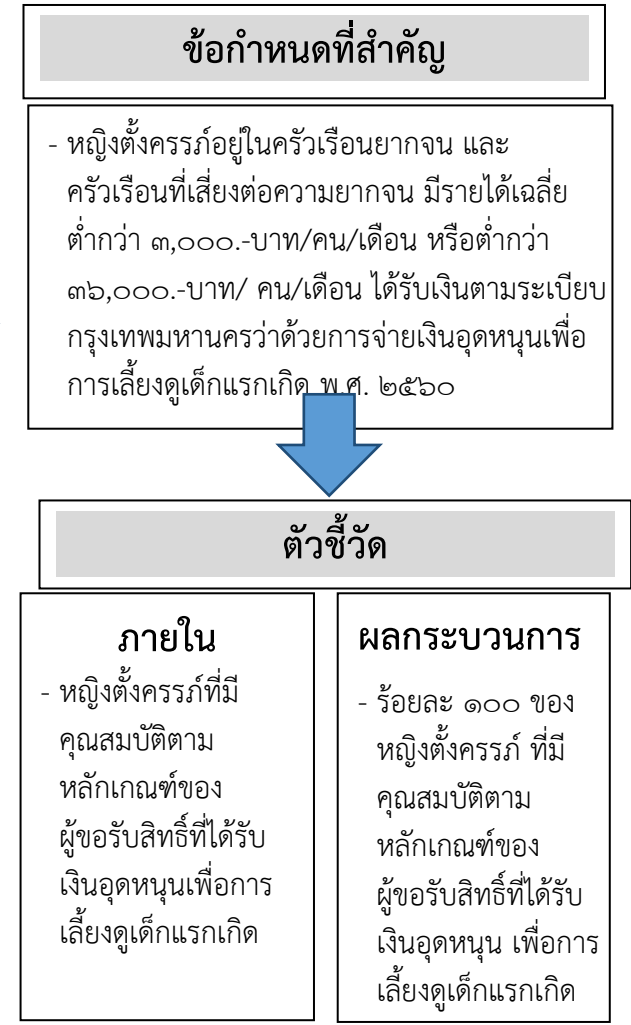 ข้อกำหนดที่สำคัญ
- หญิงตั้งครรภ์อยู่ในครัวเรือนยากจน และ
ครัวเรือนที่เสี่ยงต่อความยากจน มีรายได้เฉลี่ย
ต่ำกว่า ๓,๐๐๐.-บาท/คน/เดือน หรือต่ำกว่า
๓๖,๐๐๐.-บาท/ คน/เดือน ได้รับเงินตามระเบียบ
กรุงเทพมหานครว่าด้วยการจ่ายเงินอุดหนุนเพื่อ
การเลี้ยงดูเด็กแรกเกิด พ.ศ. ๒๕๖๐
ตัวชี้วัด
ภายใน
- หญิงตั้งครรภ์ที่มี
คุณสมบัติตาม
หลักเกณฑ์ของ
ผู้ขอรับสิทธิ์ที่ได้รับ
เงินอุดหนุนเพื่อการ
เลี้ยงดูเด็กแรกเกิด
ผลกระบวนการ
- ร้อยละ ๑๐๐ ของ
หญิงตั้งครรภ์ ที่มี
คุณสมบัติตาม
หลักเกณฑ์ของ
ผู้ขอรับสิทธิ์ที่ได้รับ
เงินอุดหนุน เพื่อการ
เลี้ยงดูเด็กแรกเกิด